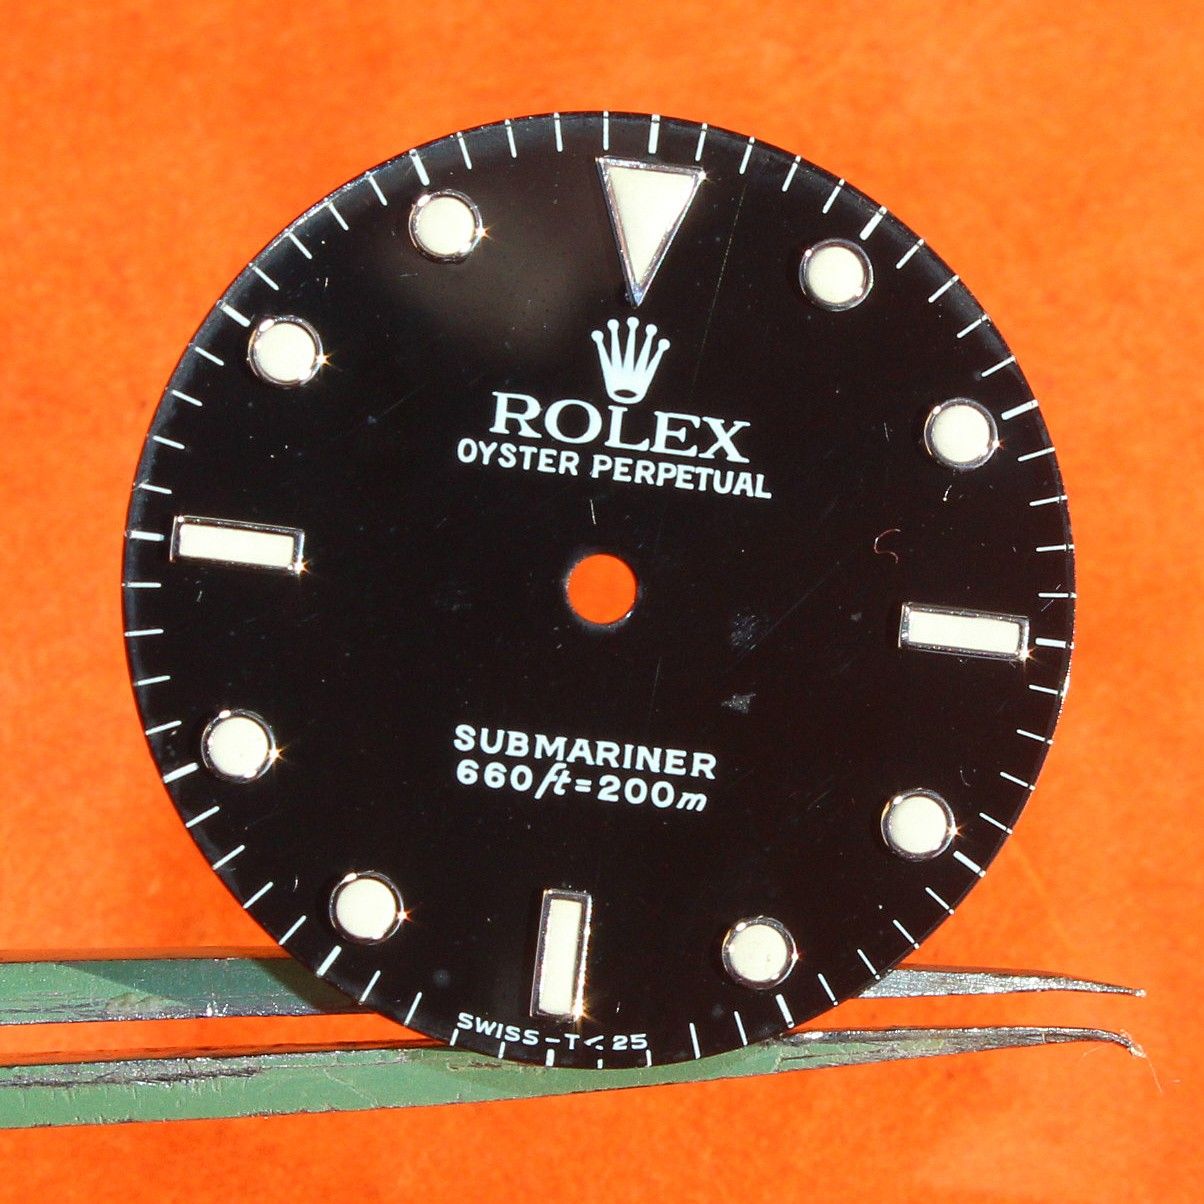 ROLEX
OYSTER PERPETUAL
SUBMARINER
660ft=200m
SWISS-T<25